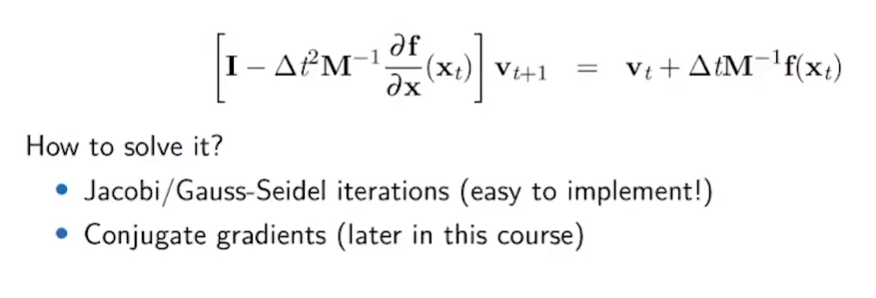 [I − Δt²M⁻¹ ∂f/∂x (xₜ)] vₜ₊₁ = vₜ + ΔtM⁻¹f(xₜ)
How to solve it?
• Jacobi/Gauss-Seidel iterations (easy to implement!)
• Conjugate gradients (later in this course)